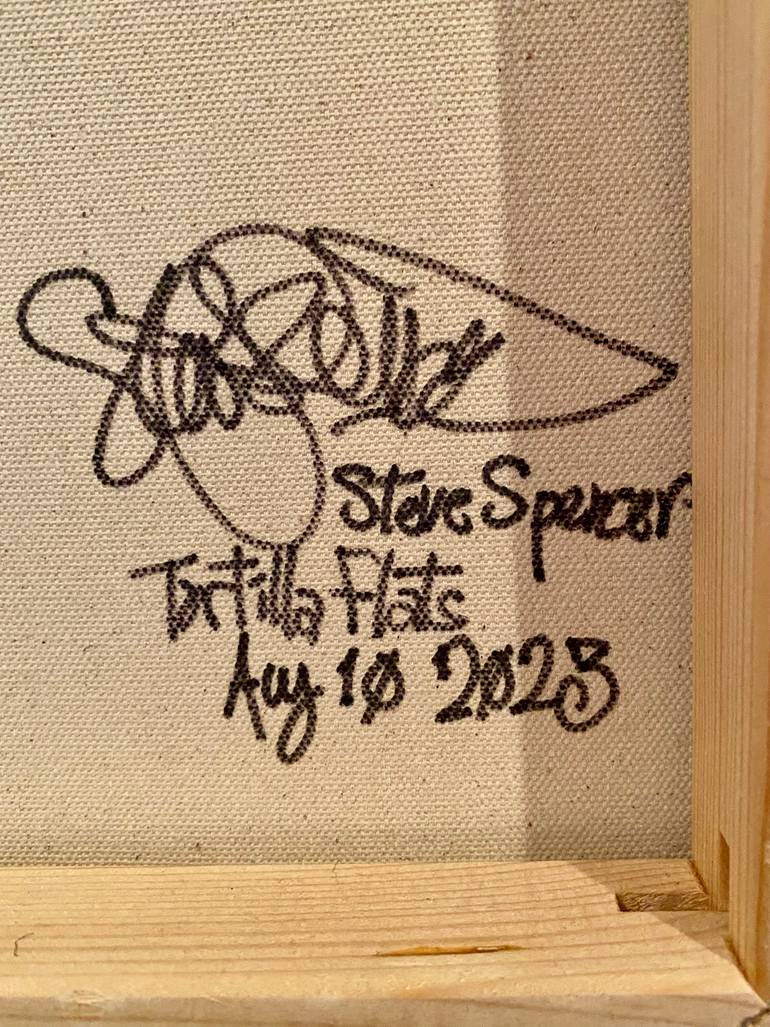 Steve Spencer
Tortilla Flats
Aug 10 2023